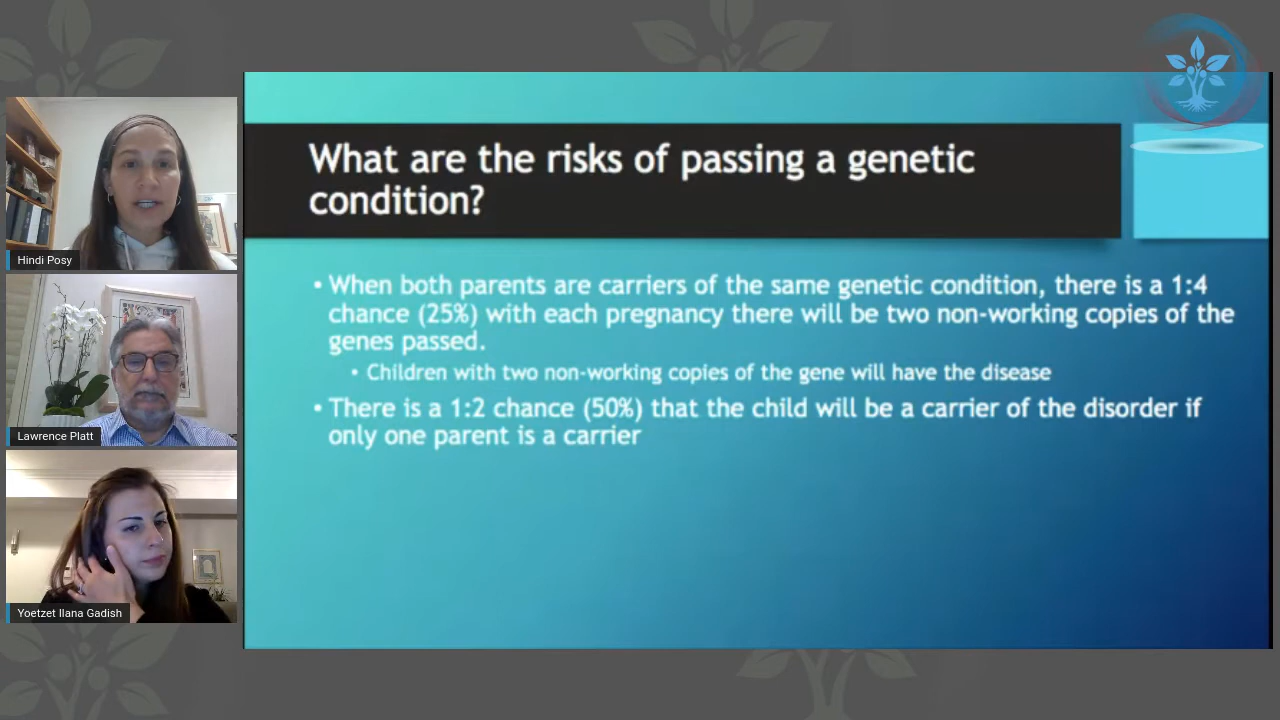 What are the risks of passing a genetic
condition?
• When both parents are carriers of the same genetic condition, there is a 1:4
chance (25%) with each pregnancy there will be two non-working copies of the
genes passed.
• Children with two non-working copies of the gene will have the disease
• There is a 1:2 chance (50%) that the child will be a carrier of the disorder if
only one parent is a carrier
Hindi Posy
Lawrence Platt
Yoetzet Ilana Gadish